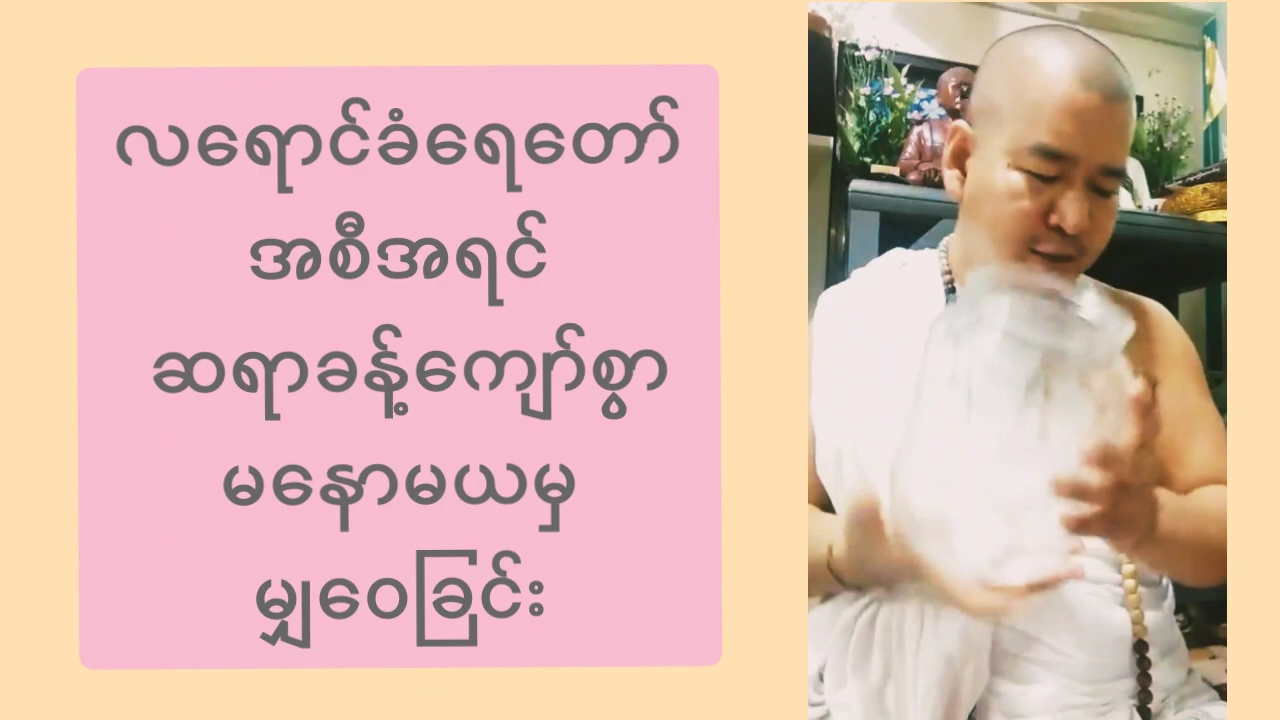 လရောင်ခံရေတော်
အစီအရင်
ဆရာခန့်ကျော်စွာ
မနောမယမှ
မျှဝေခြင်း